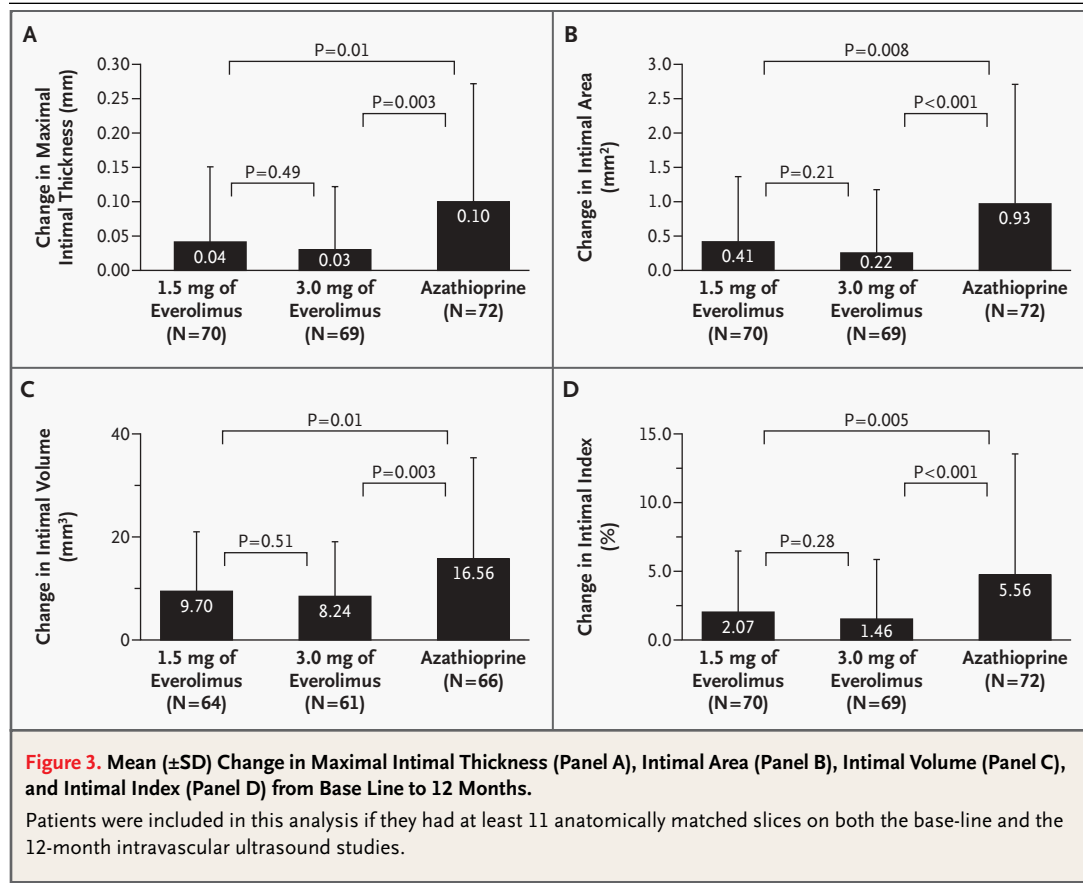 A
P=0.01
P=0.003
P=0.49
Change in Maximal
Intimal Thickness (mm)
0.30
0.25
0.20
0.15
0.10
0.05
0.00
0.04
0.03
0.10
1.5 mg of
Everolimus
(N=70)
3.0 mg of
Everolimus
(N=69)
Azathioprine
(N=72)
B
P=0.008
P<0.001
P=0.21
Change in Intimal Area
(mm²)
3.0
2.5
2.0
1.5
1.0
0.5
0.0
0.41
0.22
0.93
1.5 mg of
Everolimus
(N=70)
3.0 mg of
Everolimus
(N=69)
Azathioprine
(N=72)
C
P=0.01
P=0.003
P=0.51
Change in Intimal Volume
(mm³)
40
20
0
9.70
8.24
16.56
1.5 mg of
Everolimus
(N=64)
3.0 mg of
Everolimus
(N=61)
Azathioprine
(N=66)
D
P=0.005
P<0.001
P=0.28
Change in Intimal Index
(%)
15.0
10.0
5.0
0.0
2.07
1.46
5.56
1.5 mg of
Everolimus
(N=70)
3.0 mg of
Everolimus
(N=69)
Azathioprine
(N=72)
Figure 3. Mean (±SD) Change in Maximal Intimal Thickness (Panel A), Intimal Area (Panel B), Intimal Volume (Panel C),
and Intimal Index (Panel D) from Base Line to 12 Months.
Patients were included in this analysis if they had at least 11 anatomically matched slices on both the base-line and the
12-month intravascular ultrasound studies.